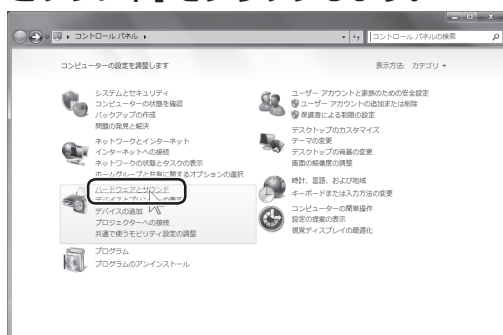 コントロール パネル
コントロール パネルの検索
コンピューターの設定を調整します
表示方法: カテゴリ
システムとセキュリティ
コンピューターの状態を確認
バックアップの作成
問題の発見と解決
ネットワークとインターネット
インターネットへの接続
ネットワークの状態とタスクの表示
ホームグループと共有に関するオプションの選択
ハードウェアとサウンド
デバイスとプリンターの表示
デバイスの追加
プロジェクターへの接続
共通で使うモビリティ設定の調整
プログラム
プログラムのアンインストール
ユーザー アカウントと家族のための安全設定
ユーザー アカウントの追加または削除
保護者による制限の設定
デスクトップのカスタマイズ
テーマの変更
デスクトップの背景の変更
画面の解像度の調整
時計、言語、および地域
キーボードまたは入力方法の変更
コンピューターの簡単操作
設定の提案の表示
視覚ディスプレイの最適化